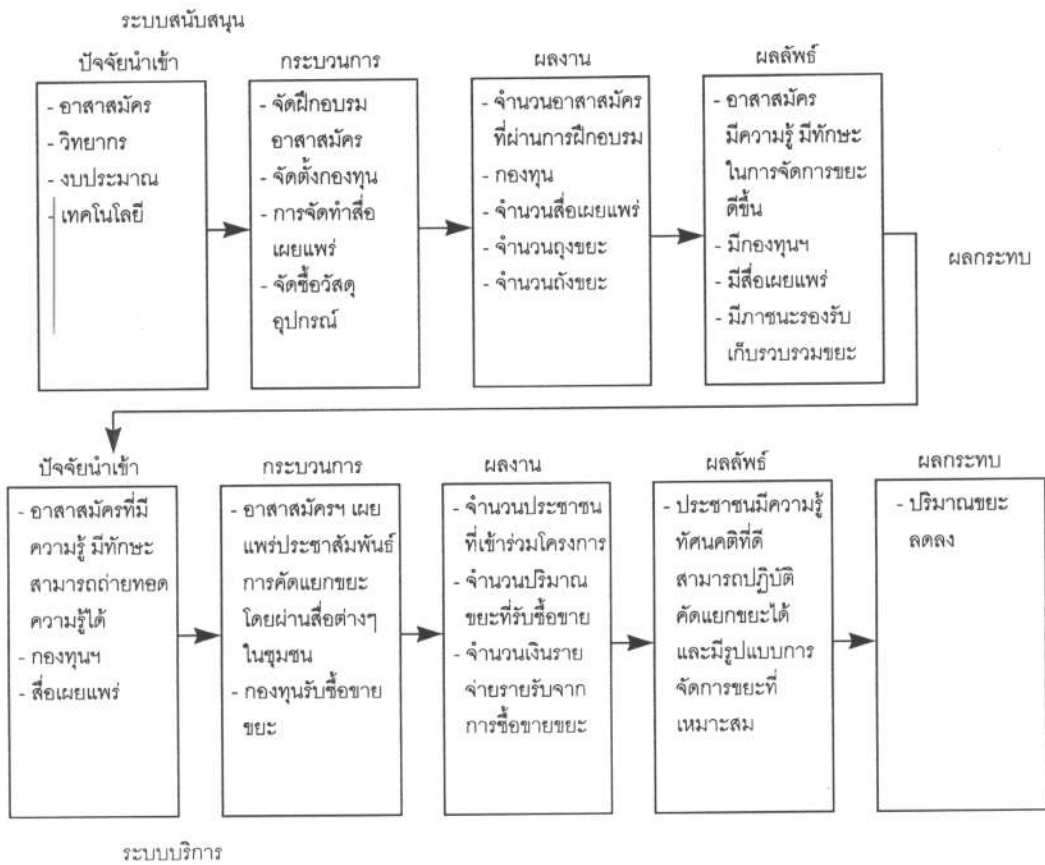 ระบบสนับสนุน
ปัจจัยนำเข้า
- อาสาสมัคร
- วิทยากร
- งบประมาณ
- เทคโนโลยี
กระบวนการ
- จัดฝึกอบรม
อาสาสมัคร
- จัดตั้งกองทุน
- การจัดทำสื่อ
เผยแพร่
- จัดซื้อวัสดุ
อุปกรณ์
ผลงาน
- จำนวนอาสาสมัคร
ที่ผ่านการฝึกอบรม
- กองทุน
- จำนวนสื่อเผยแพร่
- จำนวนถุงขยะ
- จำนวนถังขยะ
ผลลัพธ์
- อาสาสมัคร
มีความรู้ มีทักษะ
ในการจัดการขยะ
ดีขึ้น
- มีกองทุนฯ
- มีสื่อเผยแพร่
- มีภาชนะรองรับ
เก็บรวบรวมขยะ
ผลกระทบ
ปัจจัยนำเข้า
- อาสาสมัครที่มี
ความรู้ มีทักษะ
สามารถถ่ายทอด
ความรู้ได้
- กองทุนฯ
- สื่อเผยแพร่
กระบวนการ
- อาสาสมัครฯ เผย
แพร่ประชาสัมพันธ์
การคัดแยกขยะ
โดยผ่านสื่อต่างๆ
ในชุมชน
- กองทุนรับซื้อขาย
ขยะ
ผลงาน
- จำนวนประชาชน
ที่เข้าร่วมโครงการ
- จำนวนปริมาณ
ขยะที่รับซื้อขาย
- จำนวนเงินราย
จ่ายรายรับจาก
การซื้อขายขยะ
ผลลัพธ์
- ประชาชนมีความรู้
ทัศนคติที่ดี
สามารถปฏิบัติ
คัดแยกขยะได้
และมีรูปแบบการ
จัดการขยะที่
เหมาะสม
ผลกระทบ
- ปริมาณขยะ
ลดลง
ระบบบริการ